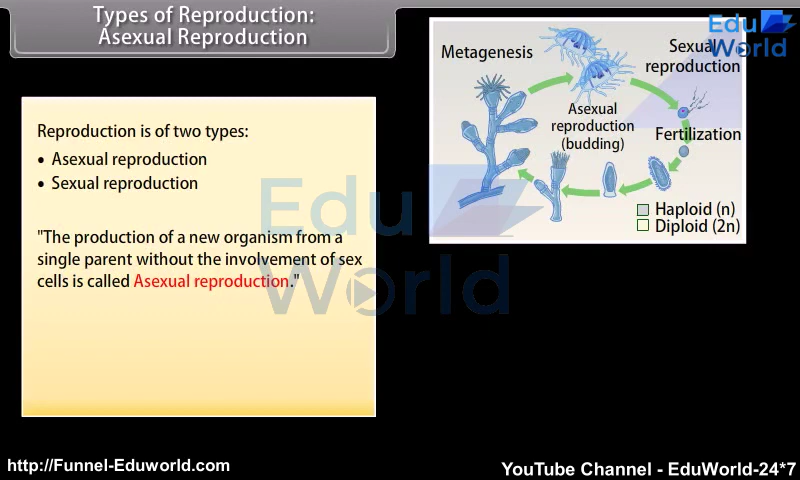 Types of Reproduction:
Asexual Reproduction
Reproduction is of two types:
• Asexual reproduction
• Sexual reproduction
"The production of a new organism from a
single parent without the involvement of sex
cells is called Asexual reproduction."
Edu
World
Metagenesis
Sexual
reproduction
Asexual
reproduction
(budding)
Fertilization
Haploid (n)
Diploid (2n)
Edu
World
http://Funnel-Eduworld.com
YouTube Channel - EduWorld-24*7